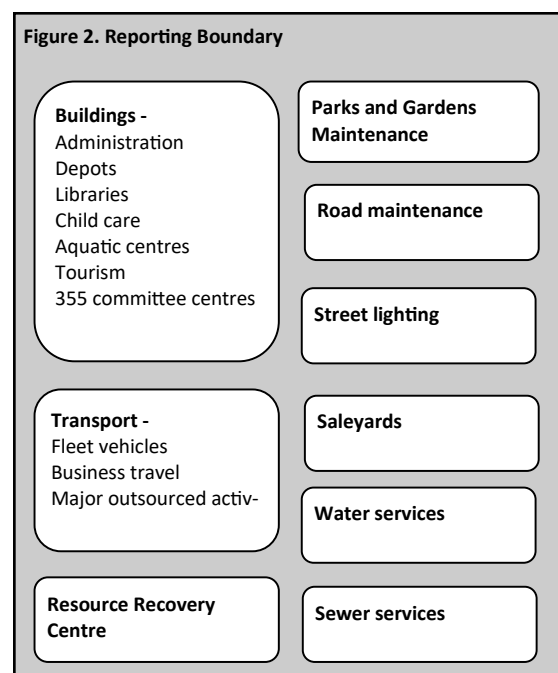 Figure 2. Reporting Boundary
Buildings -
Administration
Depots
Libraries
Child care
Aquatic centres
Tourism
355 committee centres
Transport -
Fleet vehicles
Business travel
Major outsourced activ-
Resource Recovery
Centre
Parks and Gardens
Maintenance
Road maintenance
Street lighting
Saleyards
Water services
Sewer services